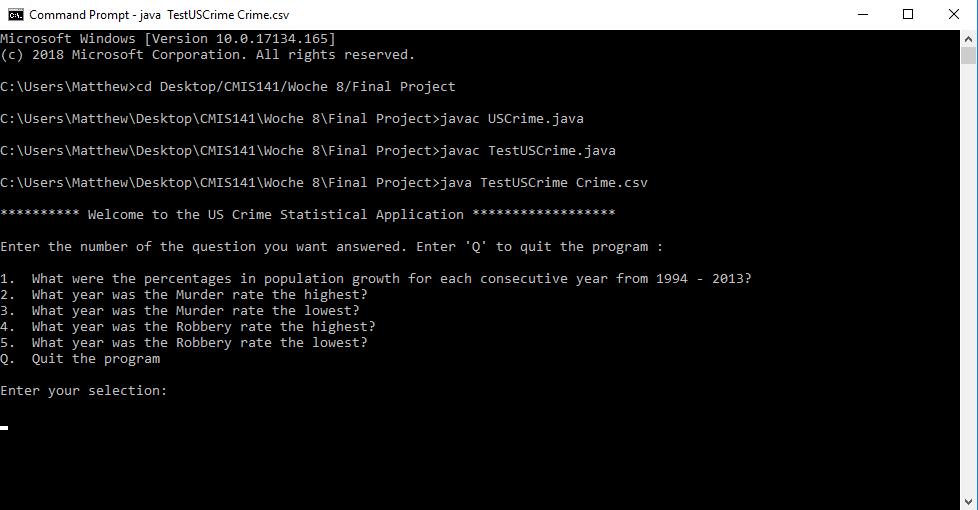 Command Prompt - java  TestUSCrime Crime.csv
Microsoft Windows [Version 10.0.17134.165]
(c) 2018 Microsoft Corporation. All rights reserved.
C:\Users\Matthew>cd Desktop/CMIS141/Woche 8/Final Project
C:\Users\Matthew\Desktop\CMIS141\Woche 8\Final Project>javac USCrime.java
C:\Users\Matthew\Desktop\CMIS141\Woche 8\Final Project>javac TestUSCrime.java
C:\Users\Matthew\Desktop\CMIS141\Woche 8\Final Project>java TestUSCrime Crime.csv
********** Welcome to the US Crime Statistical Application ******************
Enter the number of the question you want answered. Enter 'Q' to quit the program :
1.  What were the percentages in population growth for each consecutive year from 1994 - 2013?
2.  What year was the Murder rate the highest?
3.  What year was the Murder rate the lowest?
4.  What year was the Robbery rate the highest?
5.  What year was the Robbery rate the lowest?
Q.  Quit the program
Enter your selection: